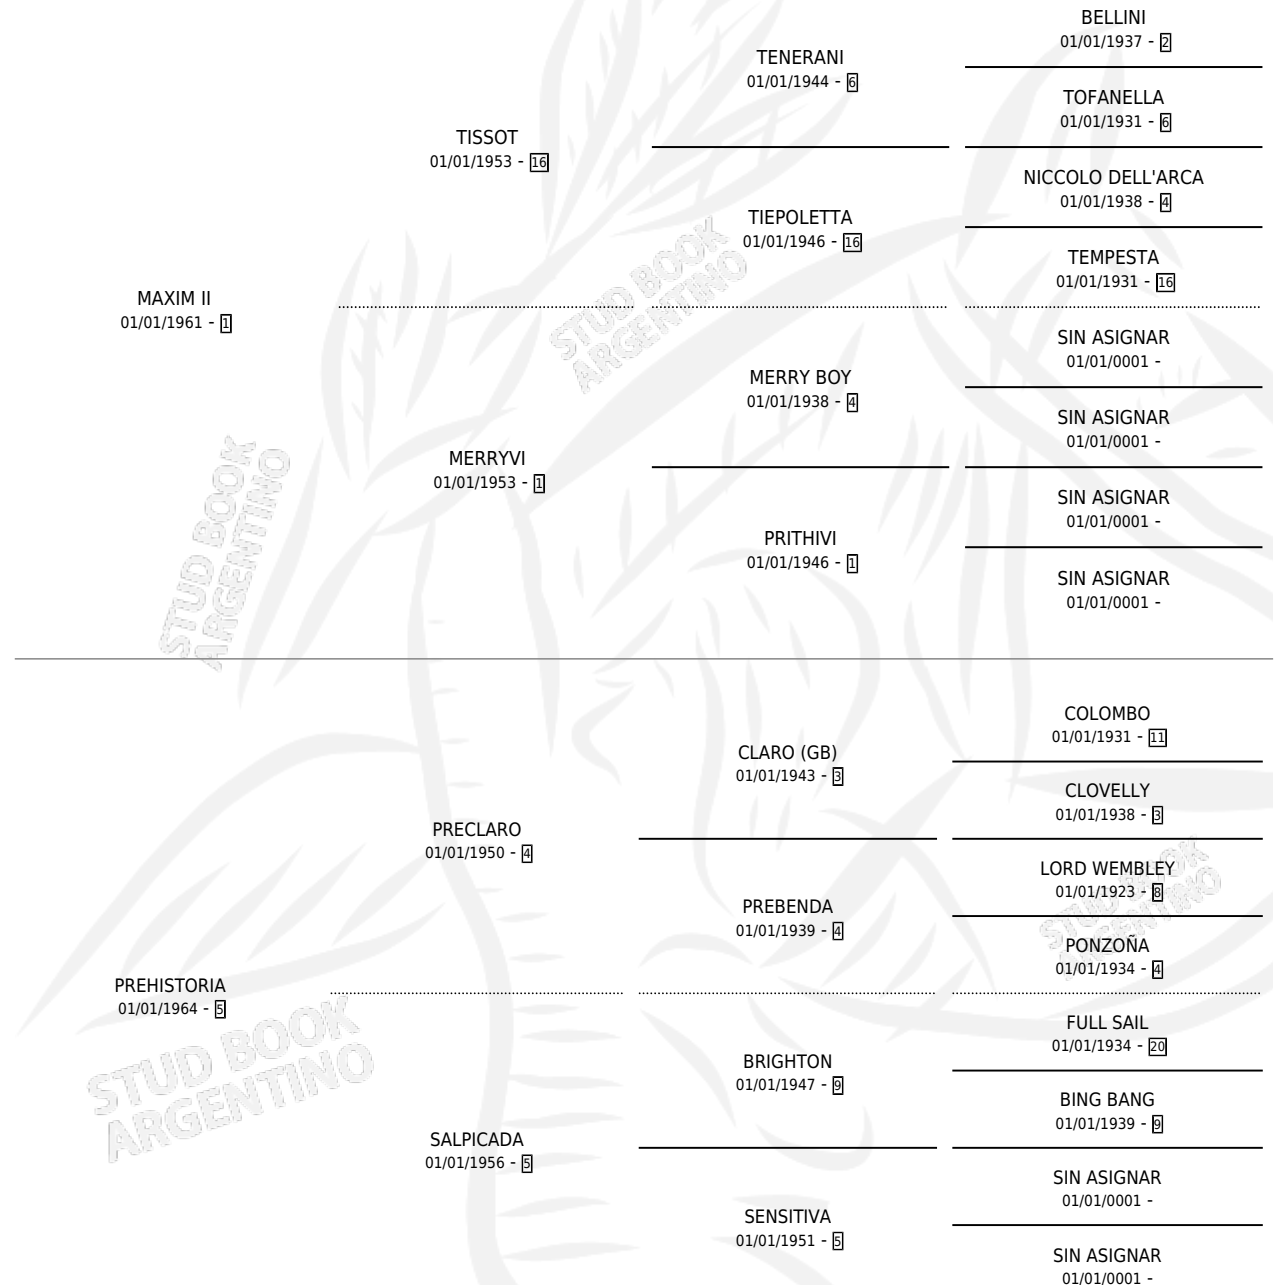 BELLINI
01/01/1937 - 2
TENERANI
01/01/1944 - 6
TOFANELLA
01/01/1931 - 6
TISSOT
01/01/1953 - 16
NICCOLO DELL'ARCA
01/01/1938 - 4
TIEPOLETTA
01/01/1946 - 16
TEMPESTA
01/01/1931 - 16
MAXIM II
01/01/1961 - 1
SIN ASIGNAR
01/01/0001 -
MERRY BOY
01/01/1938 - 4
SIN ASIGNAR
01/01/0001 -
MERRYVI
01/01/1953 - 1
SIN ASIGNAR
01/01/0001 -
PRITHIVI
01/01/1946 - 1
SIN ASIGNAR
01/01/0001 -
COLOMBO
01/01/1931 - 11
CLARO (GB)
01/01/1943 - 3
CLOVELLY
01/01/1938 - 3
PRECLARO
01/01/1950 - 4
LORD WEMBLEY
01/01/1923 - 8
PREBENDA
01/01/1939 - 4
PONZOÑA
01/01/1934 - 4
PREHISTORIA
01/01/1964 - 5
FULL SAIL
01/01/1934 - 20
BRIGHTON
01/01/1947 - 9
BING BANG
01/01/1939 - 9
SALPICADA
01/01/1956 - 5
SIN ASIGNAR
01/01/0001 -
SENSITIVA
01/01/1951 - 5
SIN ASIGNAR
01/01/0001 -
STUD BOOK
ARGENTINO
STUD BOOK
ARGENTINO
STUD BOOK
ARGENTINO
STUD BOOK
ARGENTINO